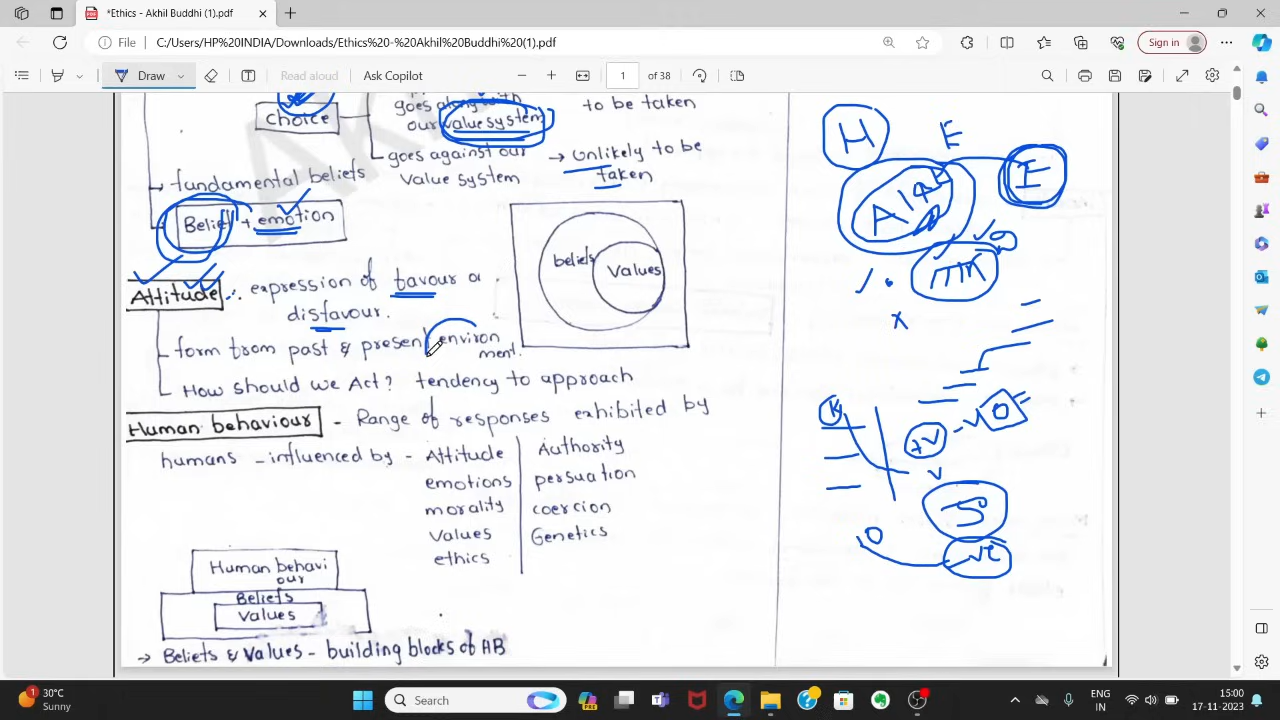 *Ethics - Akhil Buddhi (1).pdf
File C:/Users/HP%20INDIA/Downloads/Ethics%20-%20Akhil%20Buddhi%20(1).pdf
Sign in
Draw
Read aloud
Ask Copilot
1 of 38
choice
goes along with our value system
to be taken
goes against our value system → unlikely to be taken
→ fundamental beliefs
Belief + emotion
beliefs
values
Attitude :. expression of favour or disfavour.
form from past & present environment.
How should we Act? tendency to approach
Human behaviour - Range of responses exhibited by
humans - influenced by - Attitude
emotions
morality
values
ethics
Authority
persuation
coercion
Genetics
Human behaviour
Beliefs
values
→ Beliefs & values - building blocks of AB
H
E
I
A
K
+V
O
V
O
-ve
30°C
Sunny
Search
ENG
IN
15:00
17-11-2023